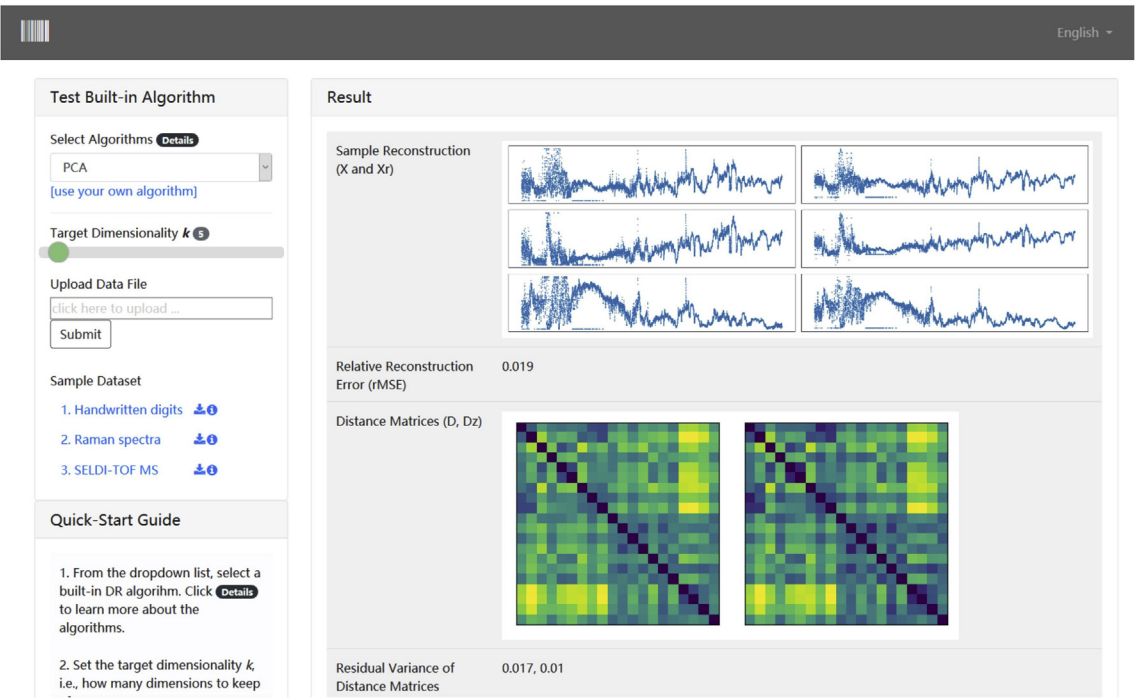 English
Test Built-in Algorithm
Select Algorithms Details
PCA
[use your own algorithm]
Target Dimensionality k 5
Upload Data File
click here to upload ...
Submit
Sample Dataset
1. Handwritten digits
2. Raman spectra
3. SELDI-TOF MS
Quick-Start Guide
1. From the dropdown list, select a
built-in DR algorihm. Click Details
to learn more about the
algorithms.
2. Set the target dimensionality k,
i.e., how many dimensions to keep
Result
Sample Reconstruction
(X and Xr)
Relative Reconstruction
Error (rMSE)
0.019
Distance Matrices (D, Dz)
Residual Variance of
Distance Matrices
0.017, 0.01